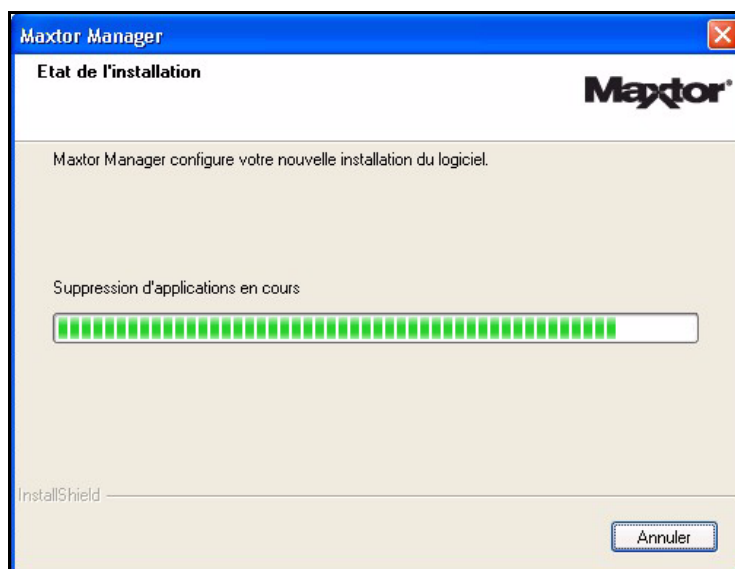 Maxtor Manager
Etat de l'installation
Maxtor
Maxtor Manager configure votre nouvelle installation du logiciel.
Suppression d'applications en cours
InstallShield
Annuler